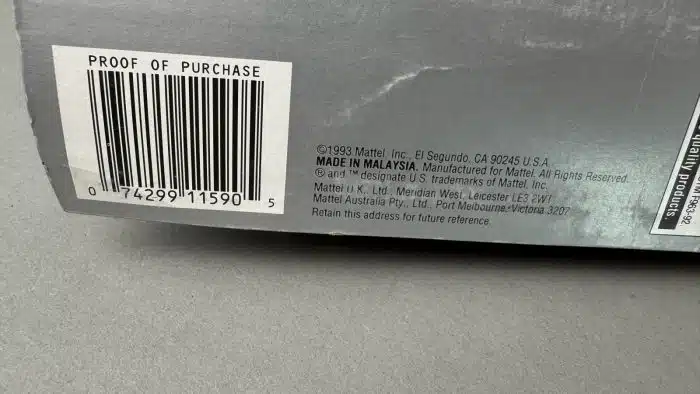 PROOF OF PURCHASE
0 74299 11590 5
©1993 Mattel, Inc., El Segundo, CA 90245 U.S.A.
MADE IN MALAYSIA. Manufactured for Mattel. All Rights Reserved.
® and ™ designate U.S. trademarks of Mattel, Inc.
Mattel U.K. Ltd., Meridian West, Leicester LE3 2WT
Mattel Australia Pty., Ltd., Port Melbourne, Victoria 3207
Retain this address for future reference.
F963-92
quality products.